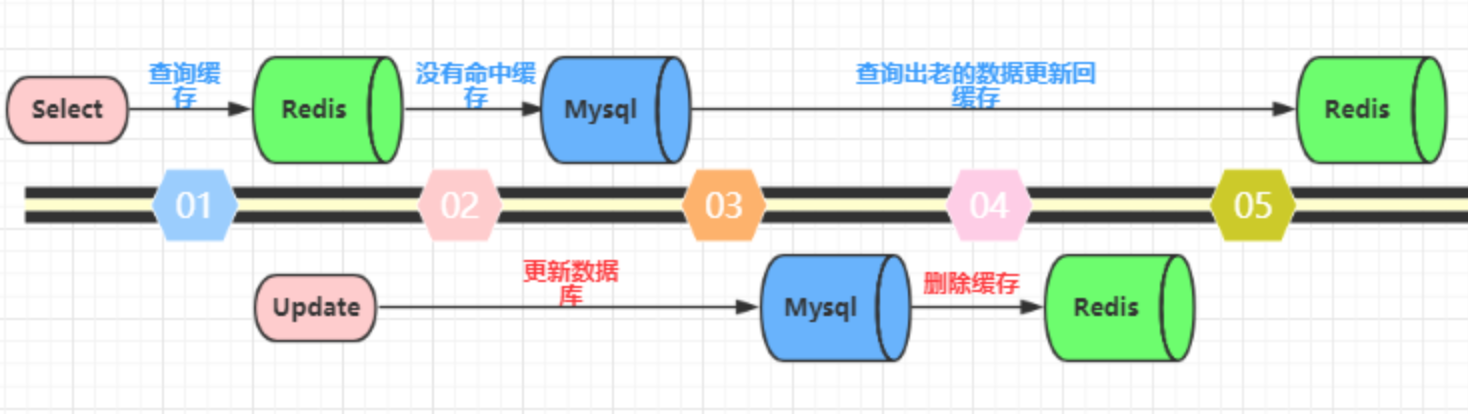 Select
查询缓
存
Redis
没有命中缓
存
Mysql
查询出老的数据更新回
缓存
Redis
01
02
03
04
05
Update
更新数据
库
Mysql
删除缓存
Redis